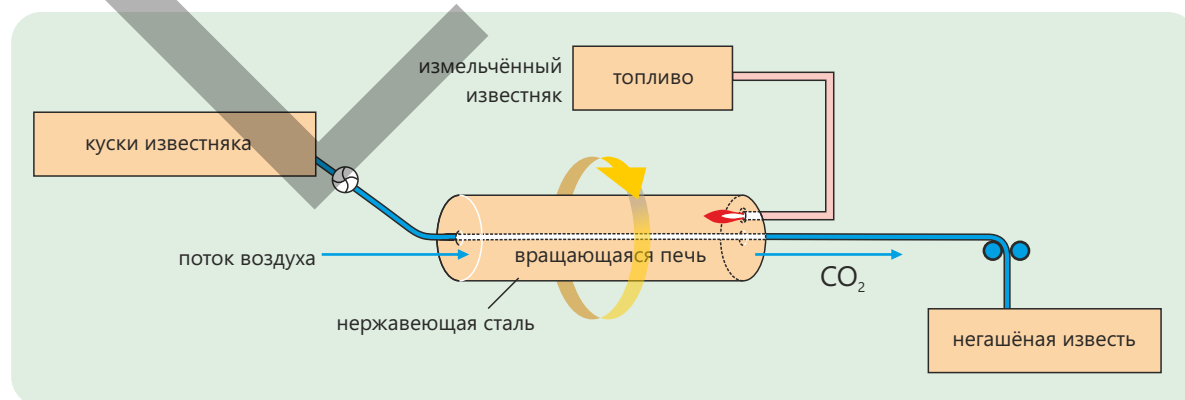 измельчённый
известняк
топливо
куски известняка
поток воздуха
вращающаяся печь
CO₂
нержавеющая сталь
негашёная известь